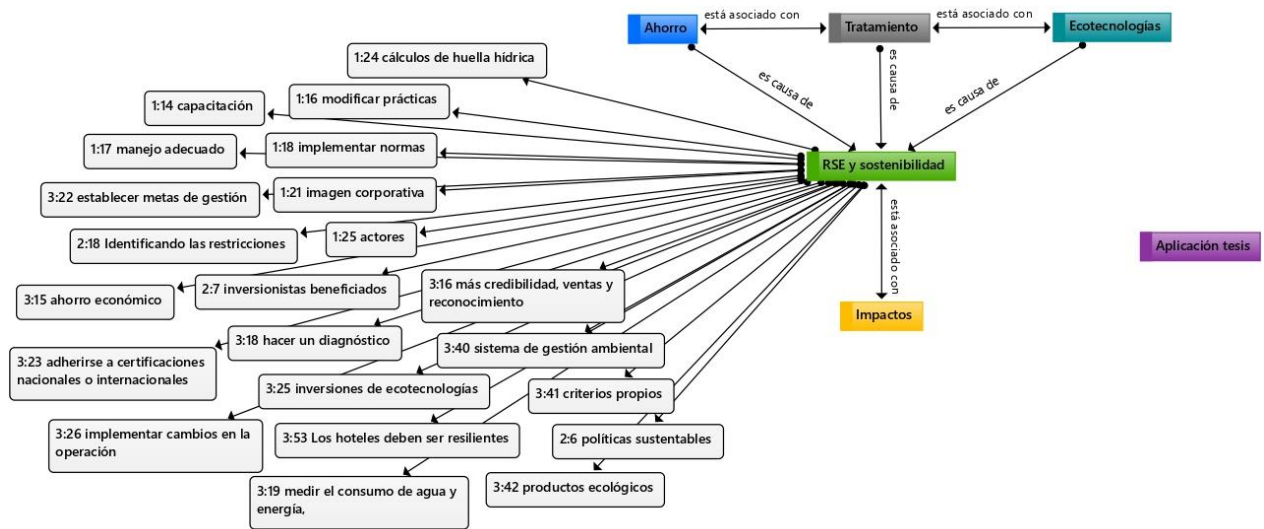 está asociado con
está asociado con
Ahorro
Tratamiento
Ecotecnologías
es causa de
es causa de
es causa de
1:24 cálculos de huella hídrica
1:16 modificar prácticas
1:14 capacitación
1:17 manejo adecuado
1:18 implementar normas
RSE y sostenibilidad
3:22 establecer metas de gestión
1:21 imagen corporativa
está asociado con
2:18 Identificando las restricciones
1:25 actores
Aplicación tesis
3:15 ahorro económico
2:7 inversionistas beneficiados
3:16 más credibilidad, ventas y
reconocimiento
Impactos
3:18 hacer un diagnóstico
3:40 sistema de gestión ambiental
3:23 adherirse a certificaciones
nacionales o internacionales
3:25 inversiones de ecotecnologías
3:41 criterios propios
3:26 implementar cambios en la
operación
3:53 Los hoteles deben ser resilientes
2:6 políticas sustentables
3:19 medir el consumo de agua y
energía,
3:42 productos ecológicos